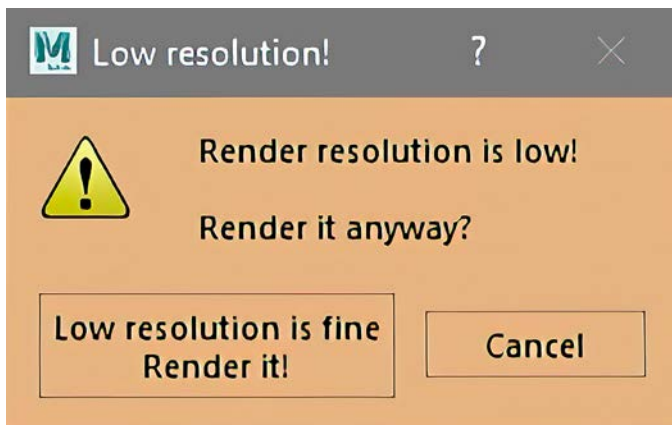 Low resolution! ?
Render resolution is low!
Render it anyway?
Low resolution is fine
Render it!
Cancel